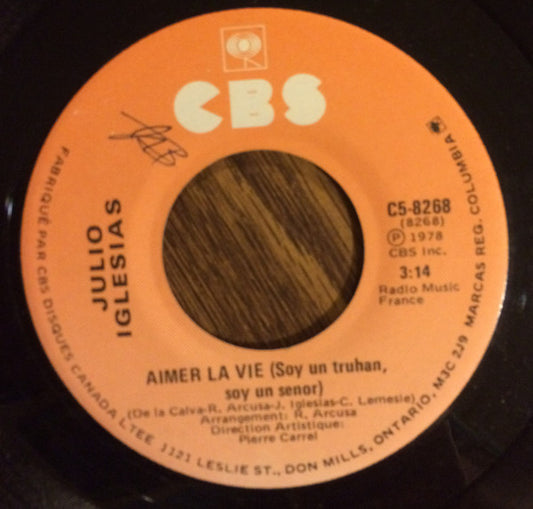 CBS
JULIO
IGLESIAS
C5-8268
(8268)
Ⓟ 1978
CBS Inc.
3:14
Radio Music
France
AIMER LA VIE (Soy un truhan,
soy un senor)
(De la Calva-R. Arcusa-J. Iglesias-C. Lemesle)
Arrangement: R. Arcusa
Direction Artistique:
Pierre Carrel
FABRIQUÉ PAR CBS DISQUES CANADA LTEE 1121 LESLIE ST., DON MILLS, ONTARIO, M3C 2J9 MARCAS REG. COLUMBIA